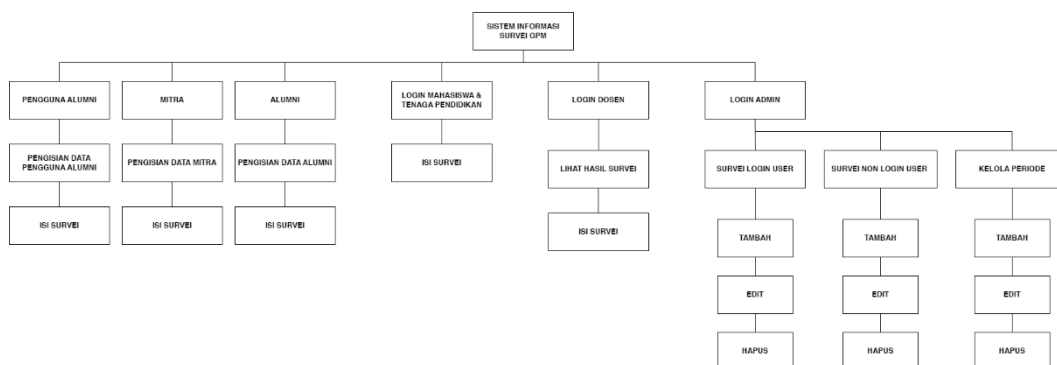 SISTEM INFORMASI
SURVEI GPM
PENGGUNA ALUMNI
MITRA
ALUMNI
LOGIN MAHASISWA &
TENAGA PENDIDIKAN
LOGIN DOSEN
LOGIN ADMIN
PENGISIAN DATA
PENGGUNA ALUMNI
PENGISIAN DATA MITRA
PENGISIAN DATA ALUMNI
ISI SURVEI
LIHAT HASIL SURVEI
SURVEI LOGIN USER
SURVEI NON LOGIN USER
KELOLA PERIODE
ISI SURVEI
ISI SURVEI
ISI SURVEI
ISI SURVEI
TAMBAH
TAMBAH
TAMBAH
EDIT
EDIT
EDIT
HAPUS
HAPUS
HAPUS